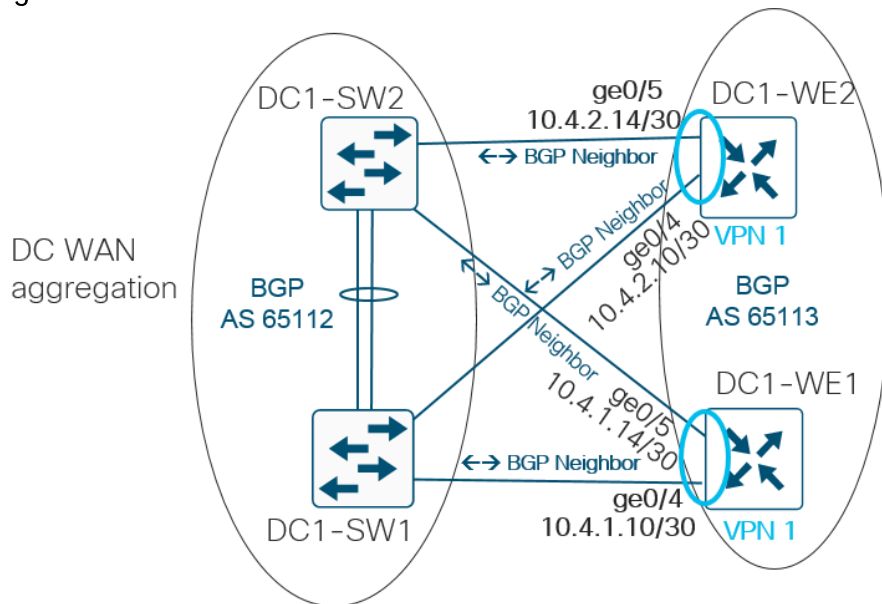 g
DC1-SW2
ge0/5
10.4.2.14/30
DC1-WE2
<-> BGP Neighbor
VPN 1
<-> BGP Neighbor
ge0/4
10.4.2.10/30
DC WAN
aggregation
BGP
AS 65112
<-> BGP Neighbor
BGP
AS 65113
ge0/5
10.4.1.14/30
DC1-WE1
<-> BGP Neighbor
ge0/4
10.4.1.10/30
DC1-SW1
VPN 1